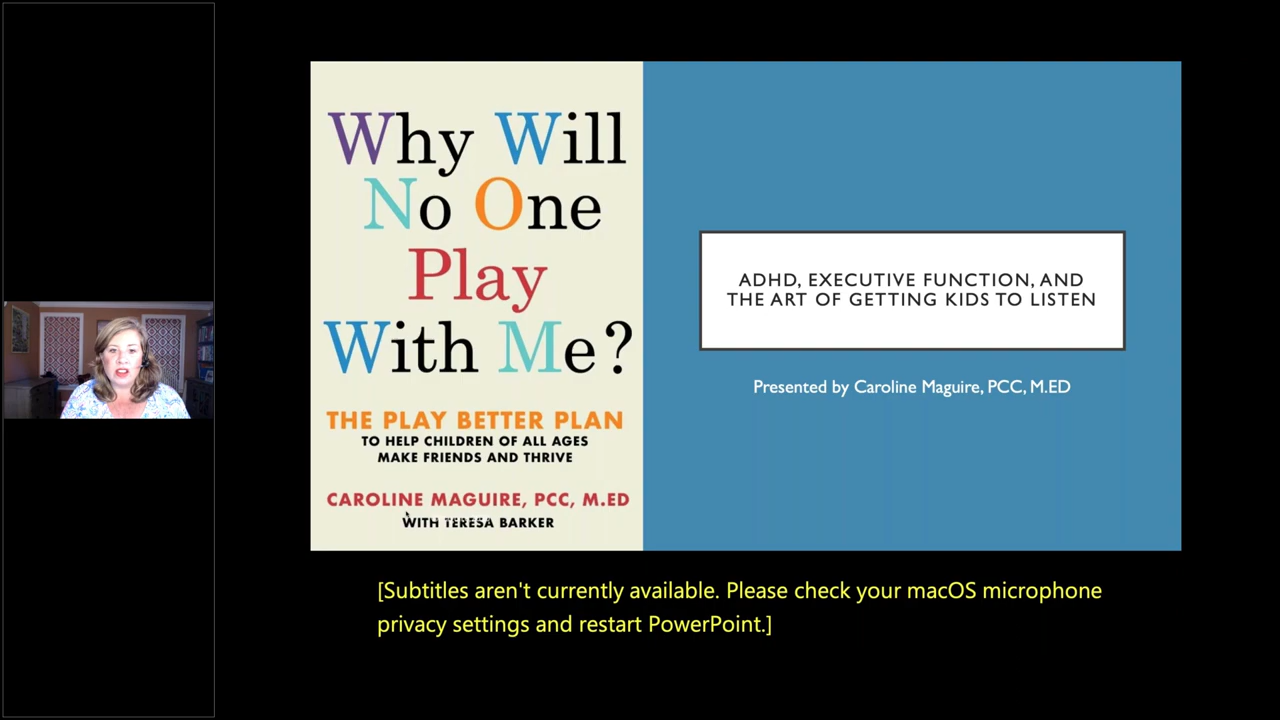 Why Will
No One
Play
With Me?
THE PLAY BETTER PLAN
TO HELP CHILDREN OF ALL AGES
MAKE FRIENDS AND THRIVE
CAROLINE MAGUIRE, PCC, M.ED
WITH TERESA BARKER
ADHD, EXECUTIVE FUNCTION, AND
THE ART OF GETTING KIDS TO LISTEN
Presented by Caroline Maguire, PCC, M.ED
[Subtitles aren't currently available. Please check your macOS microphone
privacy settings and restart PowerPoint.]